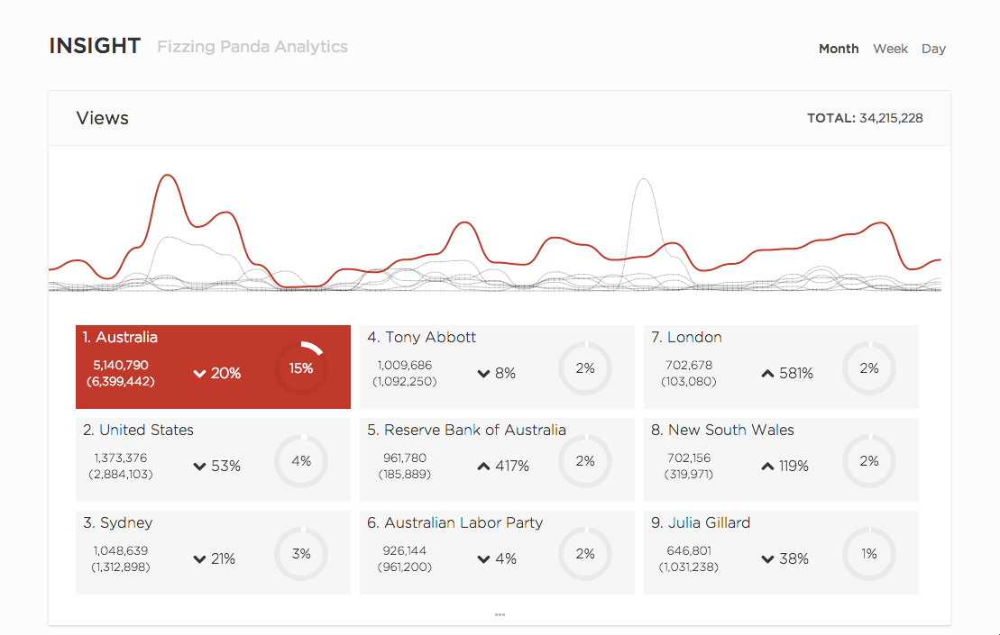 INSIGHT Fizzing Panda Analytics
Month Week Day
Views
TOTAL: 34,215,228
1. Australia
5,140,790
(6,399,442)
20%
15%
2. United States
1,373,376
(2,884,103)
53%
4%
3. Sydney
1,048,639
(1,312,898)
21%
3%
4. Tony Abbott
1,009,686
(1,092,250)
8%
2%
5. Reserve Bank of Australia
961,780
(185,889)
417%
2%
6. Australian Labor Party
926,144
(961,200)
4%
2%
7. London
702,678
(103,080)
581%
2%
8. New South Wales
702,156
(319,971)
119%
2%
9. Julia Gillard
646,801
(1,031,238)
38%
1%